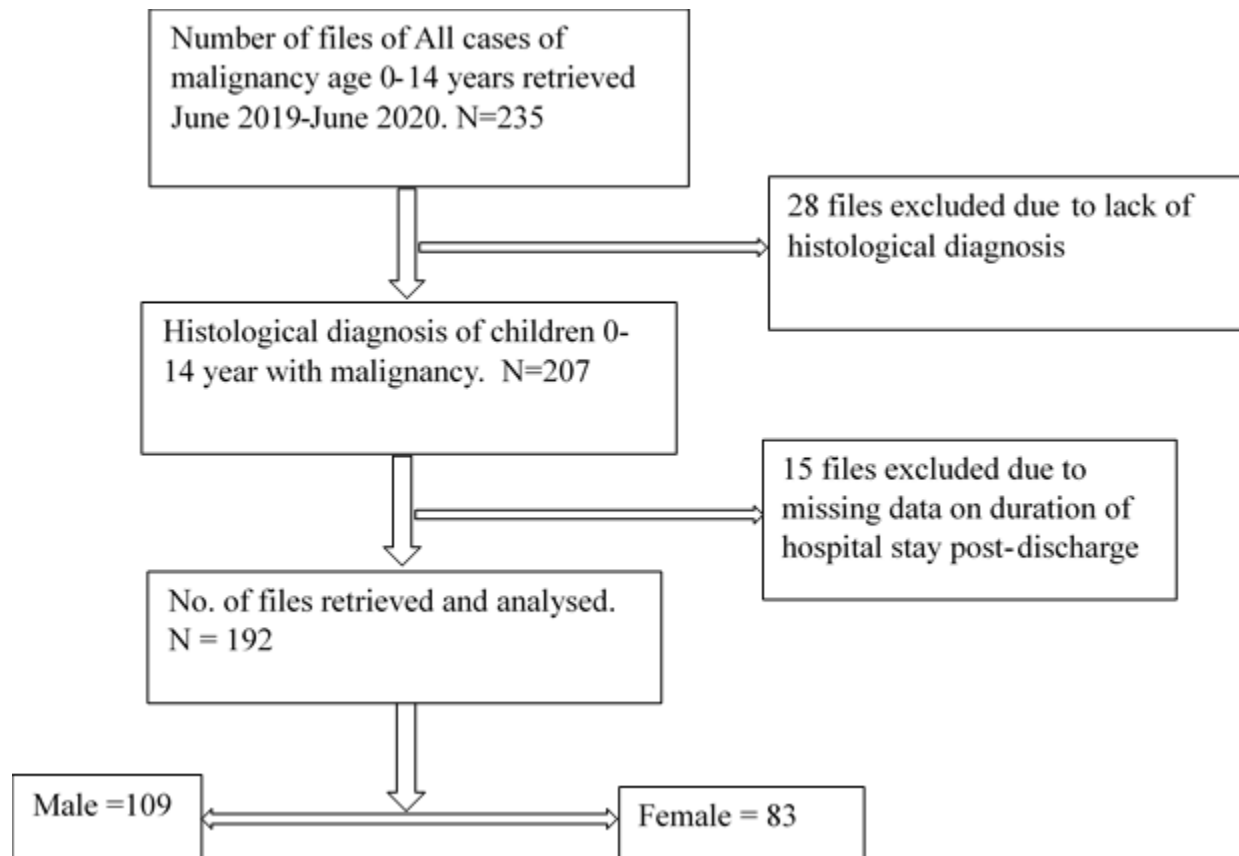 Number of files of All cases of
malignancy age 0-14 years retrieved
June 2019-June 2020. N=235
28 files excluded due to lack of
histological diagnosis
Histological diagnosis of children 0-
14 year with malignancy. N=207
15 files excluded due to
missing data on duration of
hospital stay post-discharge
No. of files retrieved and analysed.
N = 192
Male =109
Female = 83